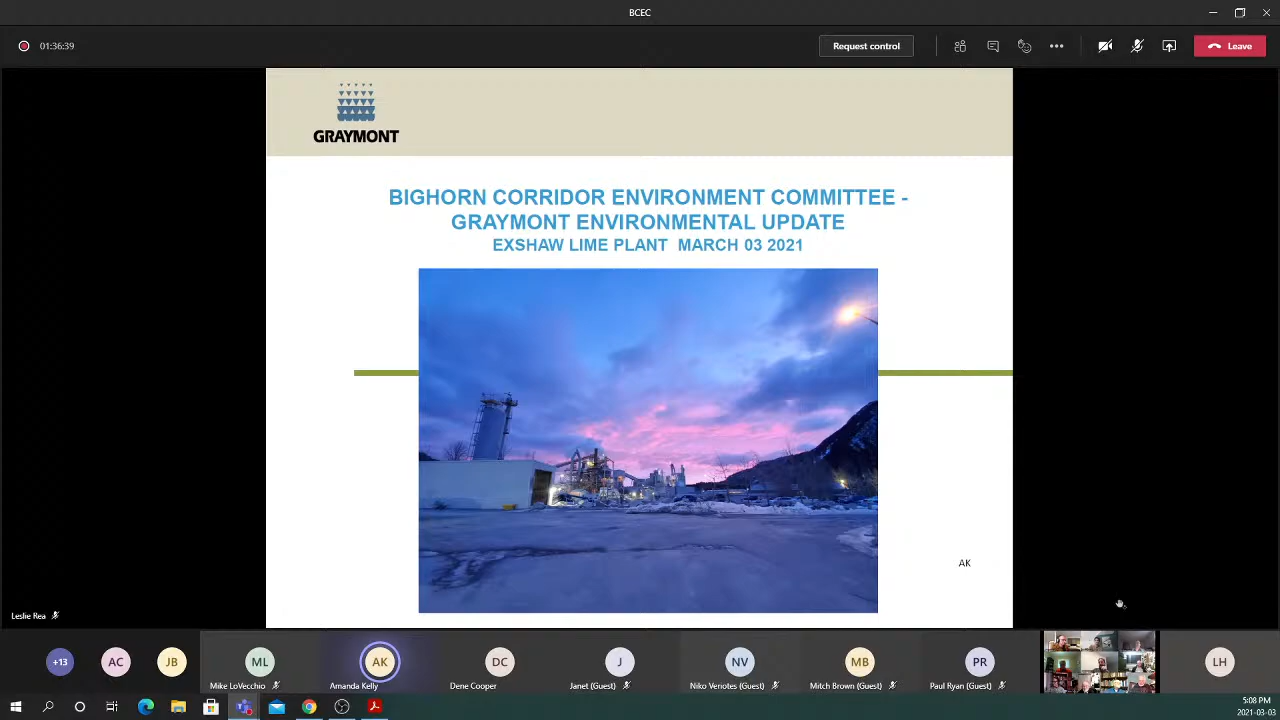 BCEC
01:36:39
Request control
Leave
GRAYMONT
BIGHORN CORRIDOR ENVIRONMENT COMMITTEE -
GRAYMONT ENVIRONMENTAL UPDATE
EXSHAW LIME PLANT MARCH 03 2021
AK
Leslie Rea
+13
AC
JB
ML
AK
DC
J
NV
MB
PR
LH
Mike LoVecchio
Amanda Kelly
Dene Cooper
Janet (Guest)
Niko Venotes (Guest)
Mitch Brown (Guest)
Paul Ryan (Guest)
5:08 PM
2021-03-03